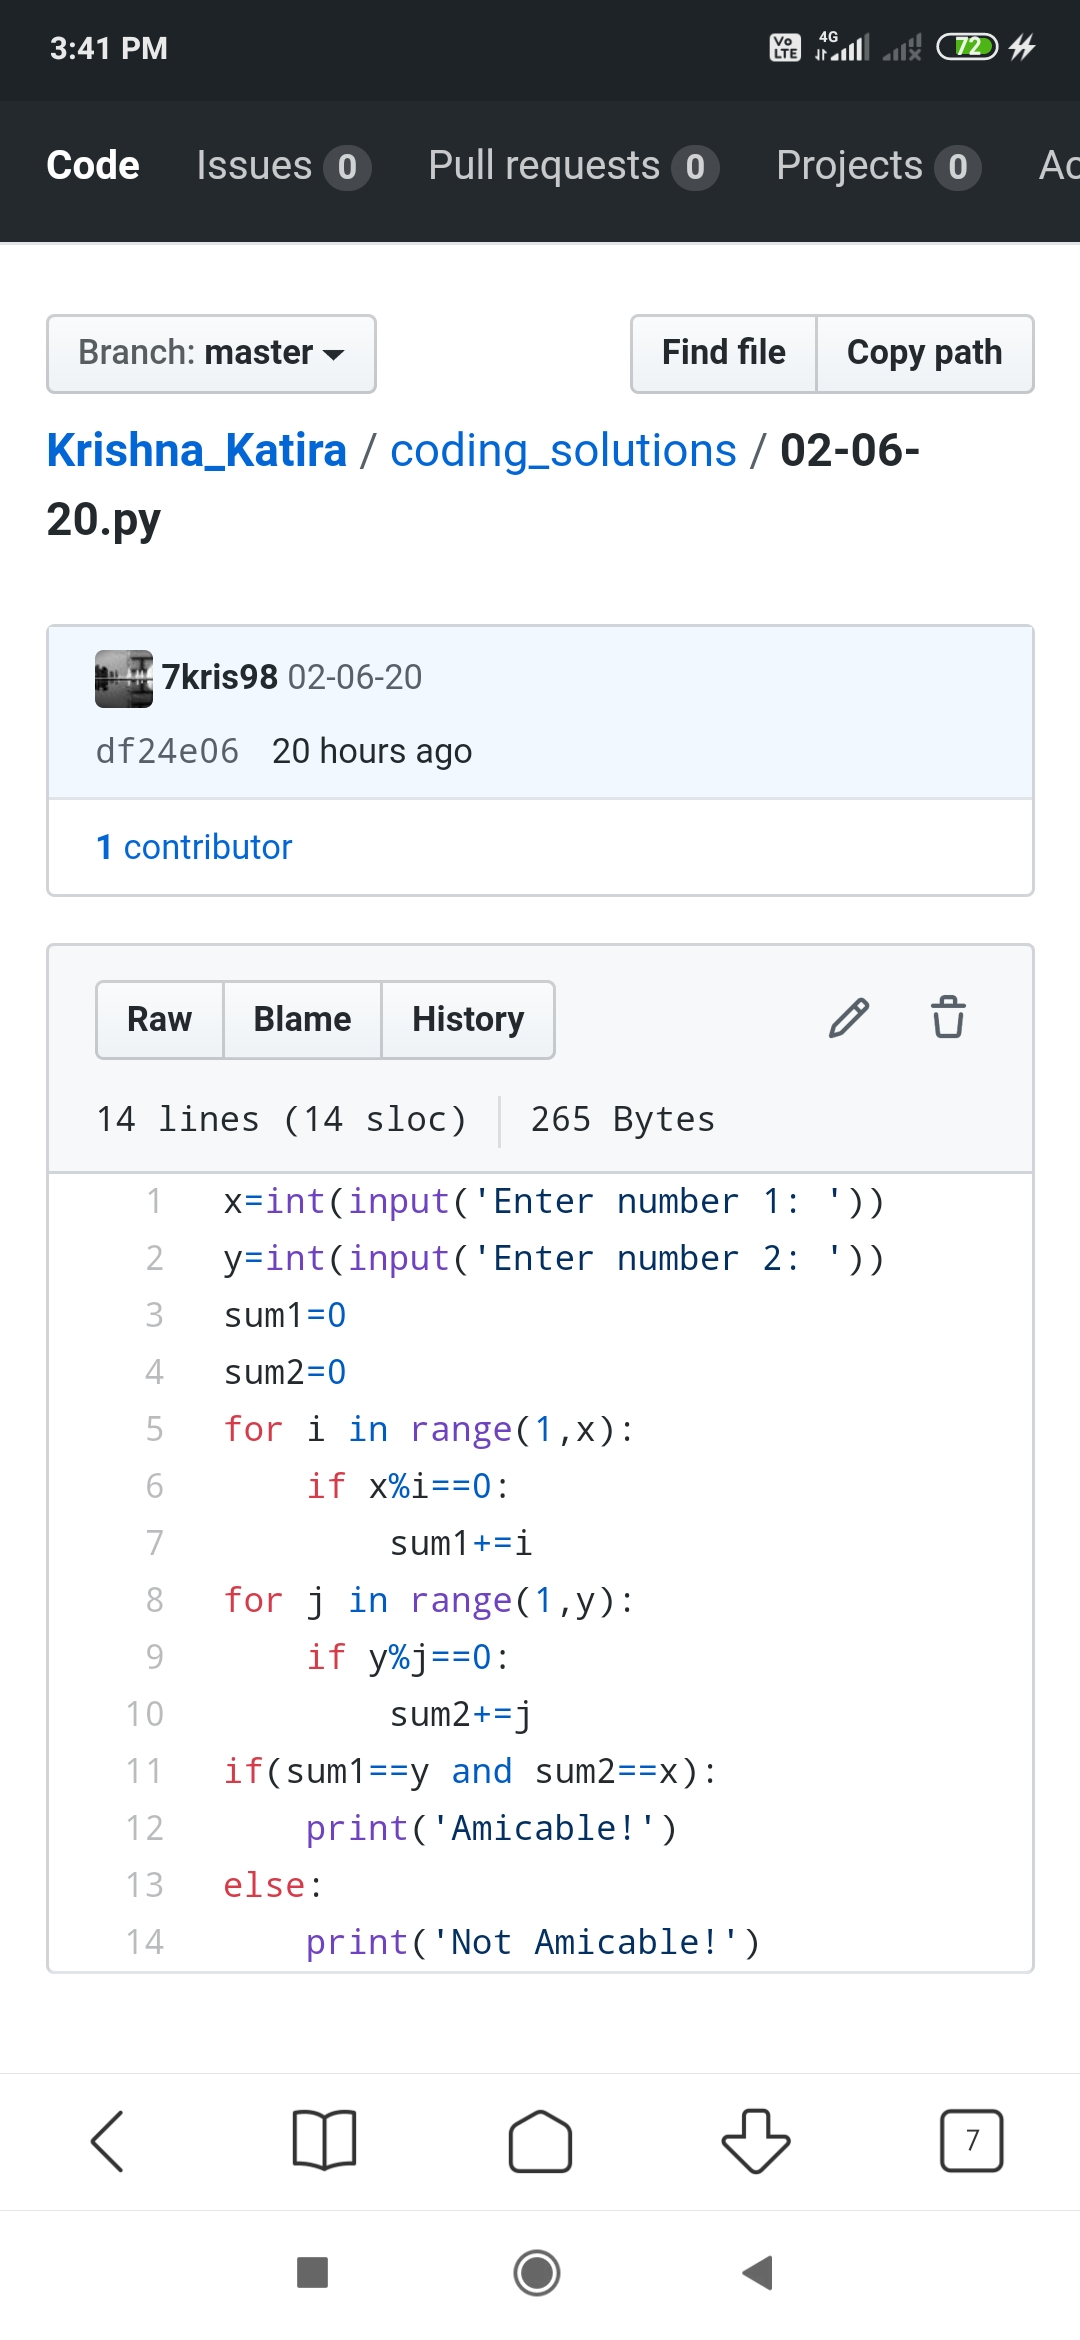 3:41 PM Vo LTE 4G 72
Code Issues 0 Pull requests 0 Projects 0 Ac
Branch: master Find file Copy path
Krishna_Katira / coding_solutions / 02-06-
20.py
7kris98 02-06-20
df24e06 20 hours ago
1 contributor
Raw Blame History
14 lines (14 sloc) 265 Bytes
1 x=int(input('Enter number 1: '))
2 y=int(input('Enter number 2: '))
3 sum1=0
4 sum2=0
5 for i in range(1,x):
6     if x%i==0:
7         sum1+=i
8 for j in range(1,y):
9     if y%j==0:
10         sum2+=j
11 if(sum1==y and sum2==x):
12     print('Amicable!')
13 else:
14     print('Not Amicable!')
7